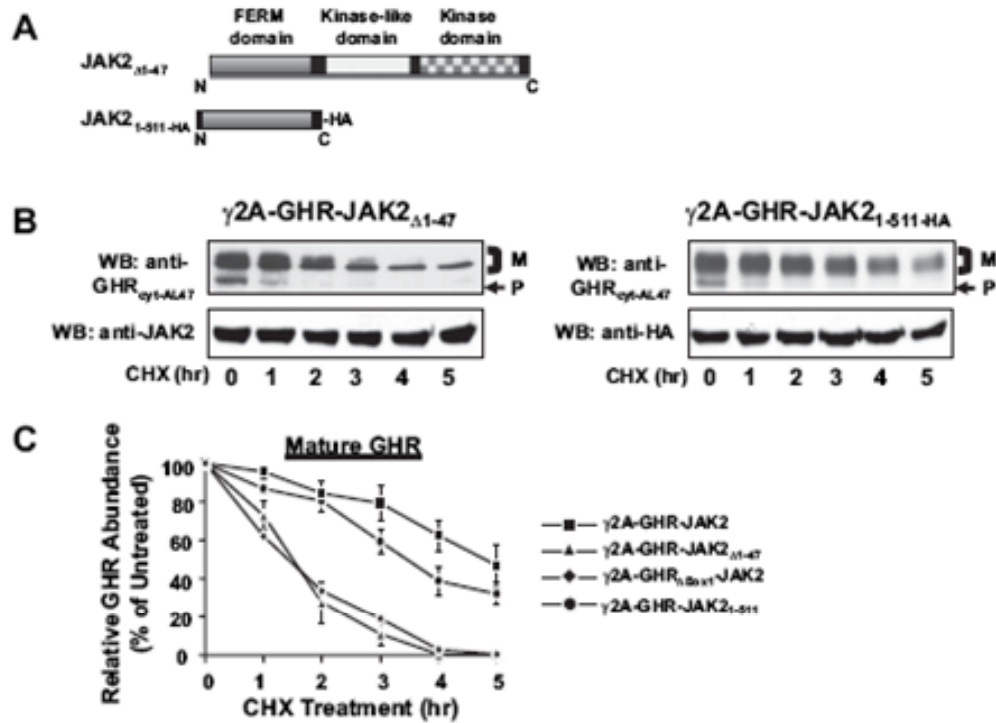 A
FERM domain
Kinase-like domain
Kinase domain
JAK2Δ1-47
N
C
JAK21-511-HA
-HA
N
C
B
γ2A-GHR-JAK2Δ1-47
WB: anti-GHRcyt-AL47
M
P
WB: anti-JAK2
CHX (hr) 0 1 2 3 4 5
γ2A-GHR-JAK21-511-HA
WB: anti-GHRcyt-AL47
M
P
WB: anti-HA
CHX (hr) 0 1 2 3 4 5
C
Mature GHR
Relative GHR Abundance
(% of Untreated)
100
80
60
40
20
0
0 1 2 3 4 5
CHX Treatment (hr)
γ2A-GHR-JAK2
γ2A-GHR-JAK2Δ1-47
γ2A-GHRΔBox1-JAK2
γ2A-GHR-JAK21-511